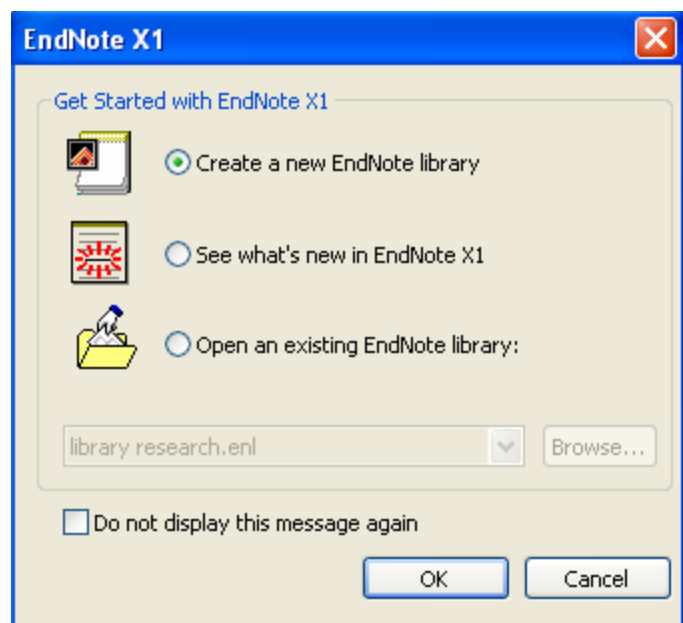 EndNote X1
Get Started with EndNote X1
Create a new EndNote library
See what's new in EndNote X1
Open an existing EndNote library:
library research.enl
Browse...
Do not display this message again
OK
Cancel